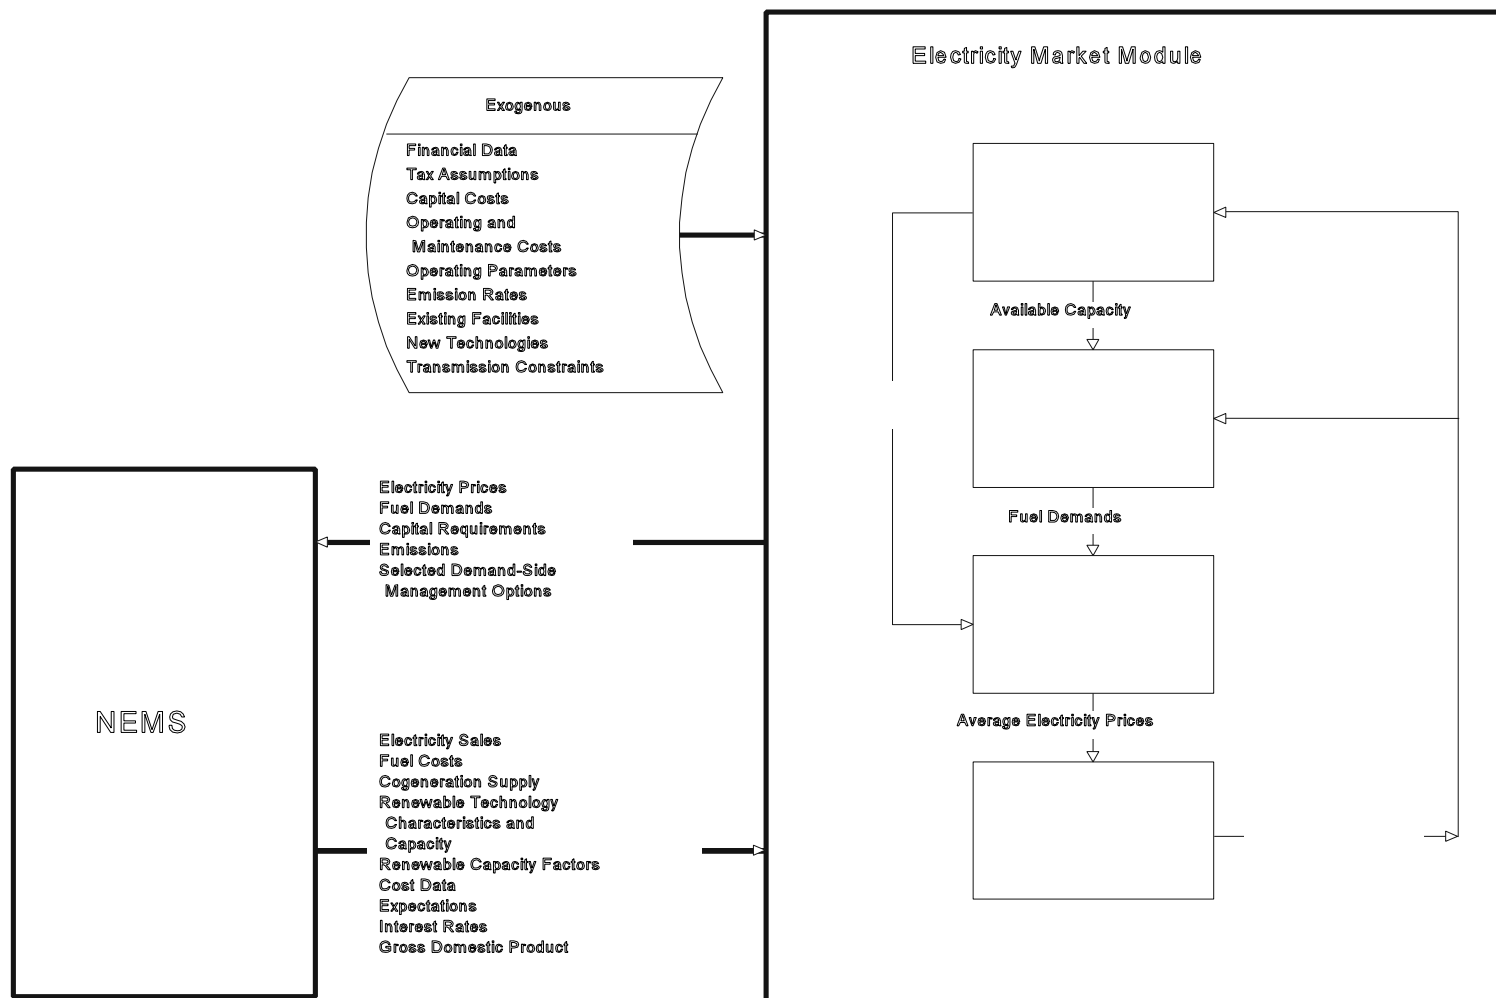 Electricity Market Module
Exogenous
Financial Data
Tax Assumptions
Capital Costs
Operating and
Maintenance Costs
Operating Parameters
Emission Rates
Existing Facilities
New Technologies
Transmission Constraints
Available Capacity
Electricity Prices
Fuel Demands
Capital Requirements
Emissions
Selected Demand-Side
Management Options
Fuel Demands
NEMS
Average Electricity Prices
Electricity Sales
Fuel Costs
Cogeneration Supply
Renewable Technology
Characteristics and
Capacity
Renewable Capacity Factors
Cost Data
Expectations
Interest Rates
Gross Domestic Product